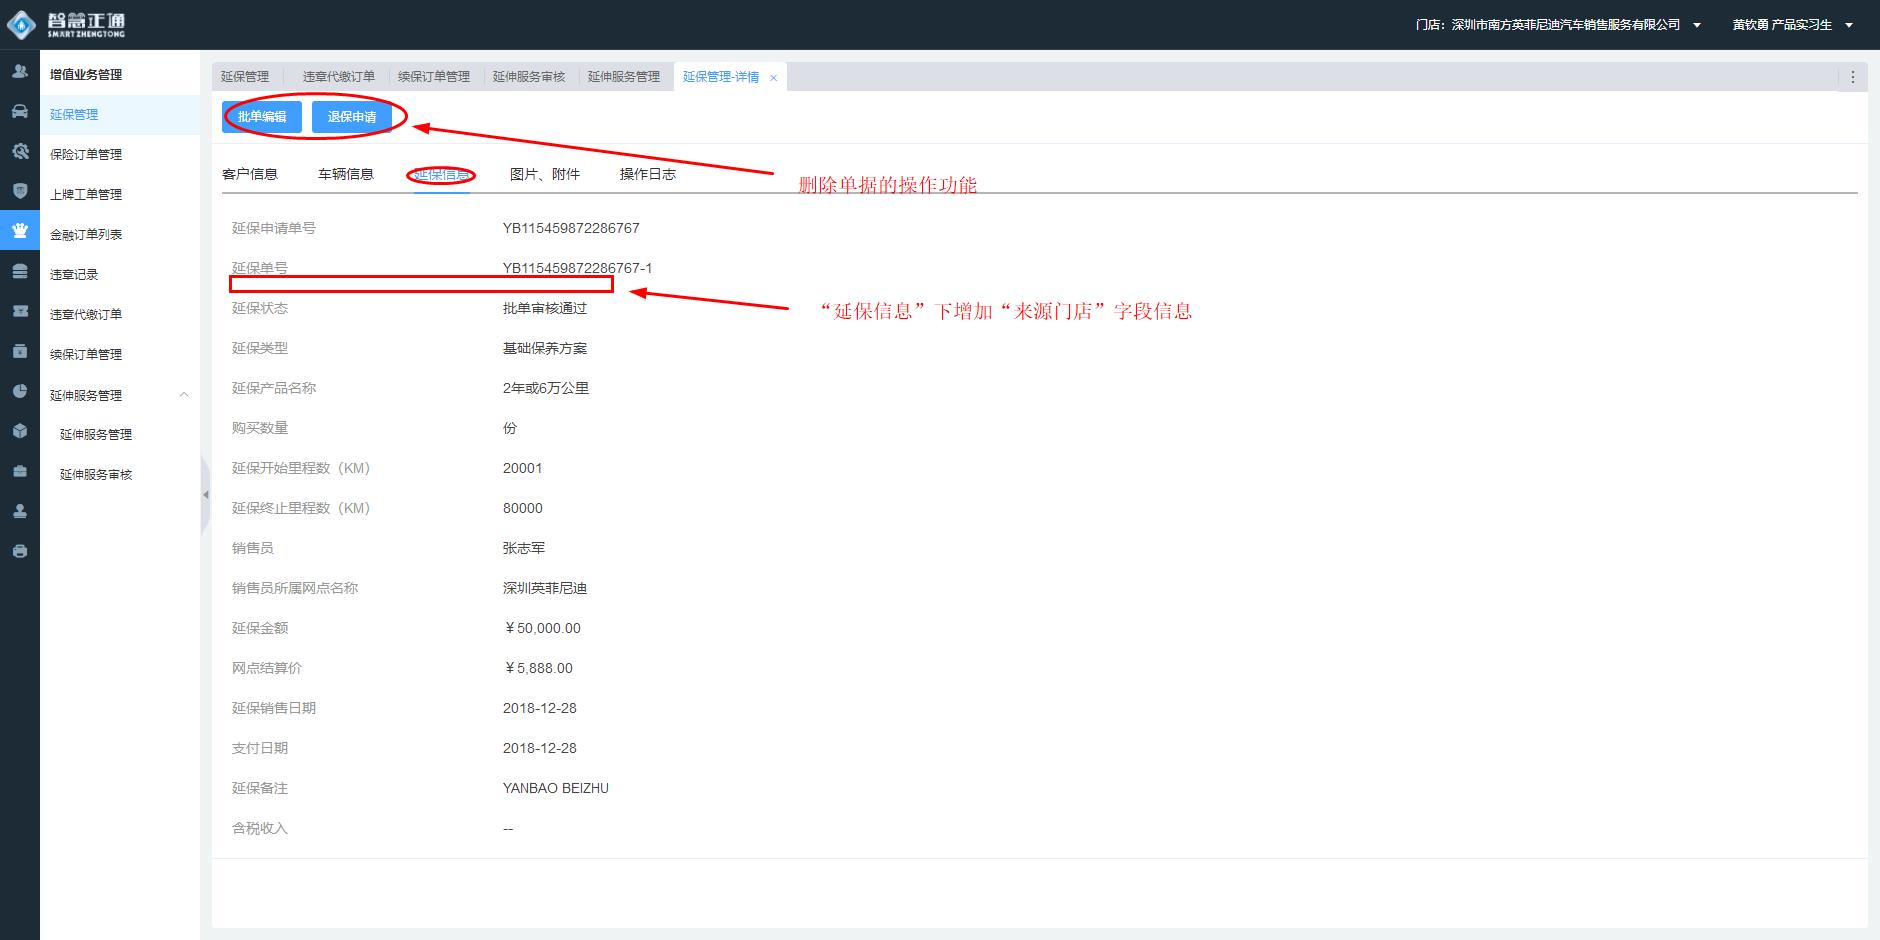 智慧正通
SMART ZHENGTONG
门店：深圳市南方英菲尼迪汽车销售服务有限公司
黄钦勇 产品实习生
增值业务管理
延保管理
保险订单管理
上牌工单管理
金融订单列表
违章记录
违章代缴订单
续保订单管理
延伸服务管理
延伸服务管理
延伸服务审核
延保管理
违章代缴订单
续保订单管理
延伸服务审核
延伸服务管理
延保管理-详情 ×
批单编辑
退保申请
客户信息
车辆信息
延保信息
图片、附件
操作日志
删除单据的操作功能
延保申请单号 YB115459872286767
延保单号 YB115459872286767-1
“延保信息”下增加“来源门店”字段信息
延保状态 批单审核通过
延保类型 基础保养方案
延保产品名称 2年或6万公里
购买数量 份
延保开始里程数（KM） 20001
延保终止里程数（KM） 80000
销售员 张志军
销售员所属网点名称 深圳英菲尼迪
延保金额 ￥50,000.00
网点结算价 ￥5,888.00
延保销售日期 2018-12-28
支付日期 2018-12-28
延保备注 YANBAO BEIZHU
含税收入 --